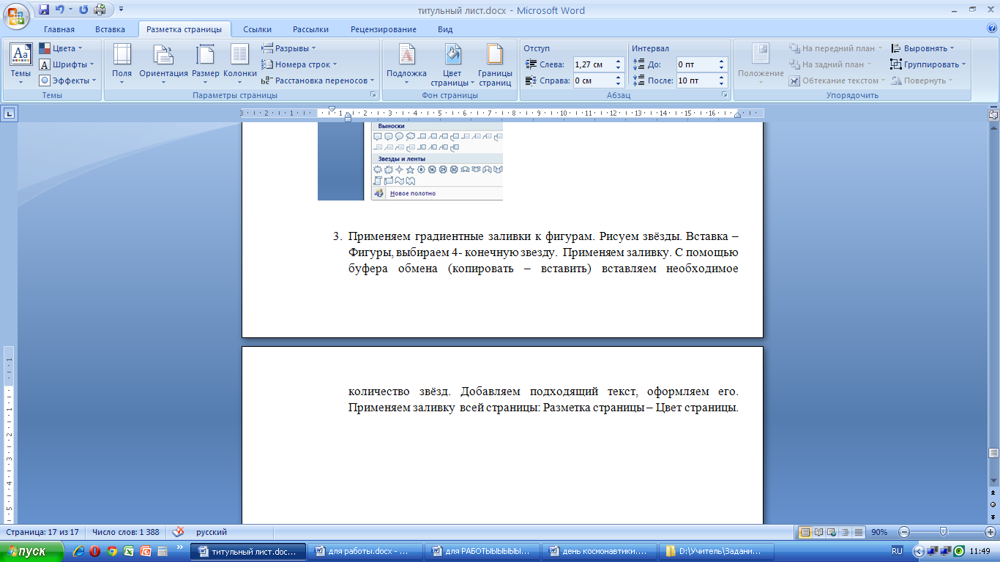 титульный лист.docx - Microsoft Word
Главная Вставка Разметка страницы Ссылки Рассылки Рецензирование Вид
Темы
Цвета
Шрифты
Эффекты
Темы
Поля Ориентация Размер Колонки
Разрывы
Номера строк
Расстановка переносов
Параметры страницы
Подложка Цвет страницы Границы страниц
Фон страницы
Отступ
Слева: 1,27 см
Справа: 0 см
Интервал
До: 0 пт
После: 10 пт
Абзац
Положение
На передний план
На задний план
Обтекание текстом
Выровнять
Группировать
Повернуть
Упорядочить
3 2 1 1 2 3 4 5 6 7 8 9 10 11 12 13 14 15 16
Выноски
Звезды и ленты
Новое полотно
3. Применяем градиентные заливки к фигурам. Рисуем звёзды. Вставка –
Фигуры, выбираем 4- конечную звезду. Применяем заливку. С помощью
буфера обмена (копировать – вставить) вставляем необходимое
количество звёзд. Добавляем подходящий текст, оформляем его.
Применяем заливку всей страницы: Разметка страницы – Цвет страницы.
1 1 2 3 4 5
Страница: 17 из 17 Число слов: 1 388 русский 90%
пуск титульный лист.doc... для работы.docx - ... для РАБОТЫЫЫЫЫ... день космонавтики.... D:\Учитель\Задани... RU 11:49